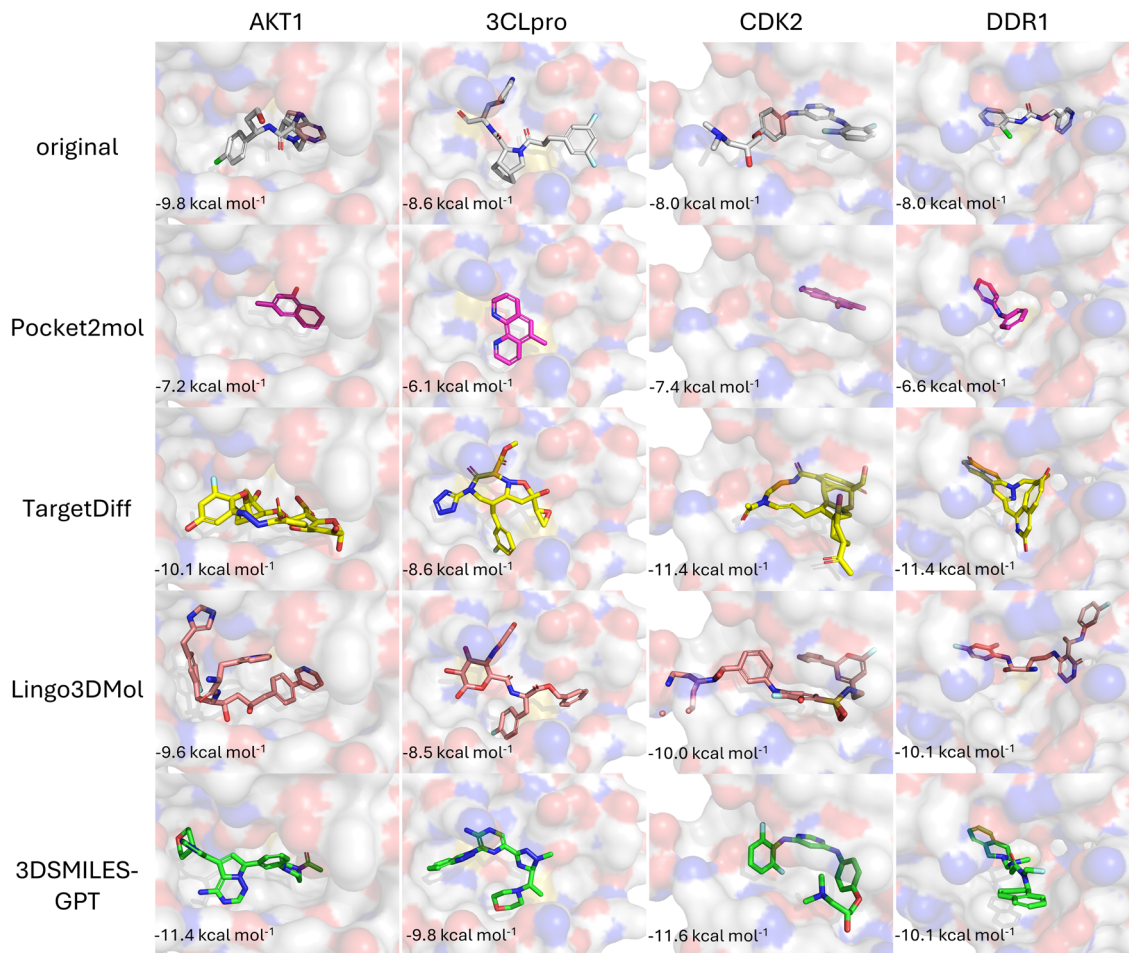 AKT1 3CLpro CDK2 DDR1
original
-9.8 kcal mol⁻¹ -8.6 kcal mol⁻¹ -8.0 kcal mol⁻¹ -8.0 kcal mol⁻¹
Pocket2mol
-7.2 kcal mol⁻¹ -6.1 kcal mol⁻¹ -7.4 kcal mol⁻¹ -6.6 kcal mol⁻¹
TargetDiff
-10.1 kcal mol⁻¹ -8.6 kcal mol⁻¹ -11.4 kcal mol⁻¹ -11.4 kcal mol⁻¹
Lingo3DMol
-9.6 kcal mol⁻¹ -8.5 kcal mol⁻¹ -10.0 kcal mol⁻¹ -10.1 kcal mol⁻¹
3DSMILES-
GPT
-11.4 kcal mol⁻¹ -9.8 kcal mol⁻¹ -11.6 kcal mol⁻¹ -10.1 kcal mol⁻¹